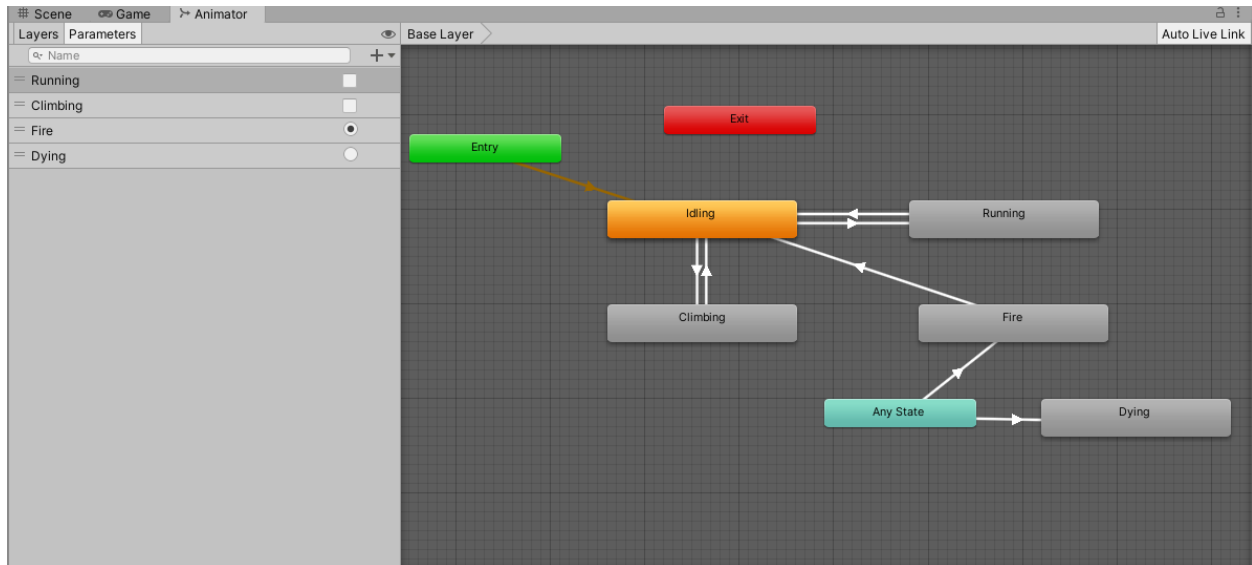 Scene Game Animator
Layers Parameters
Base Layer
Auto Live Link
Name
Running
Climbing
Fire
Dying
Exit
Entry
Idling
Running
Climbing
Fire
Any State
Dying